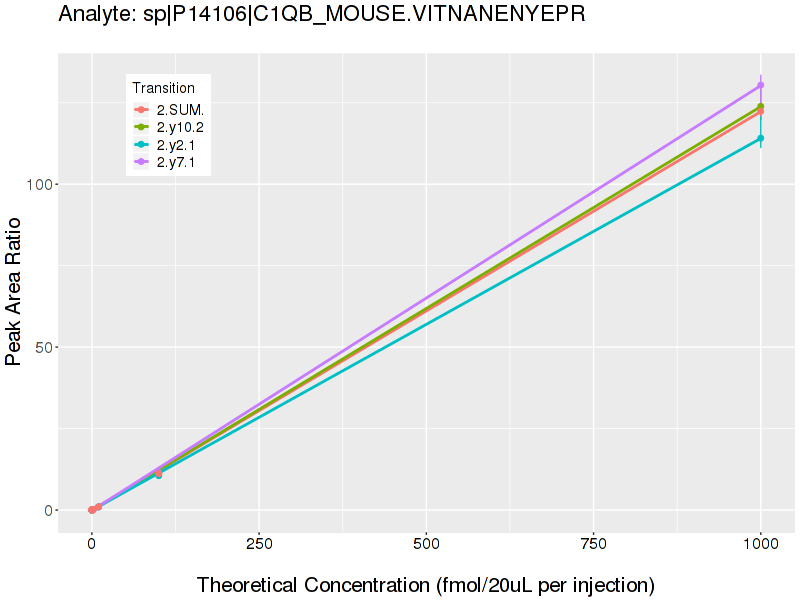 Analyte: sp|P14106|C1QB_MOUSE.VITNANENYEPR
Transition
2.SUM.
2.y10.2
2.y2.1
2.y7.1
Peak Area Ratio
100
50
0
0 250 500 750 1000
Theoretical Concentration (fmol/20uL per injection)